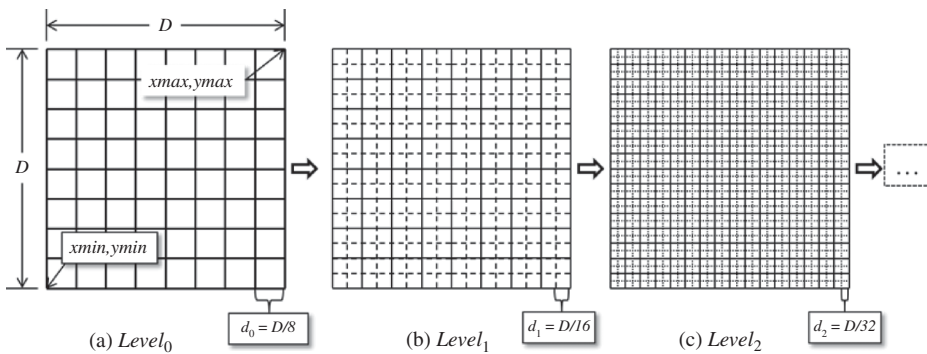 D
xmax,ymax
D
xmin,ymin
...
d₀ = D/8
d₁ = D/16
d₂ = D/32
(a) Level₀
(b) Level₁
(c) Level₂